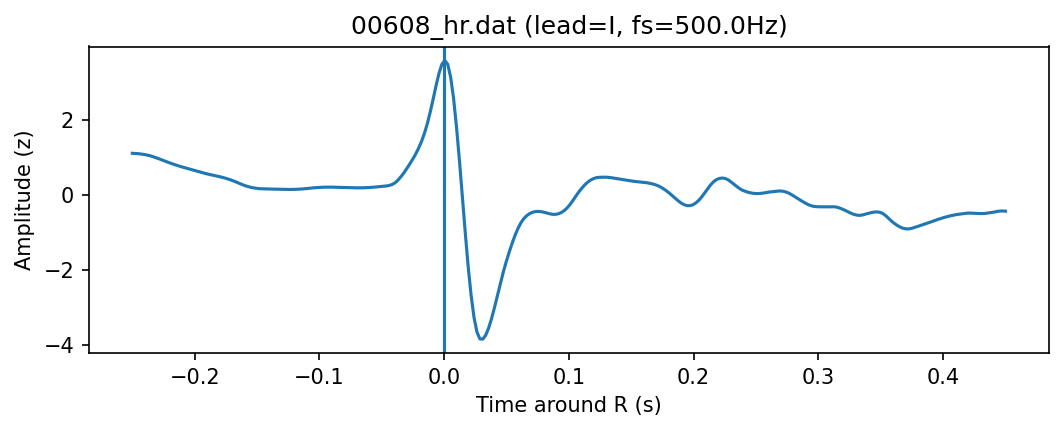 00608_hr.dat (lead=I, fs=500.0Hz)
Amplitude (z)
2
0
−2
−4
−0.2 −0.1 0.0 0.1 0.2 0.3 0.4
Time around R (s)